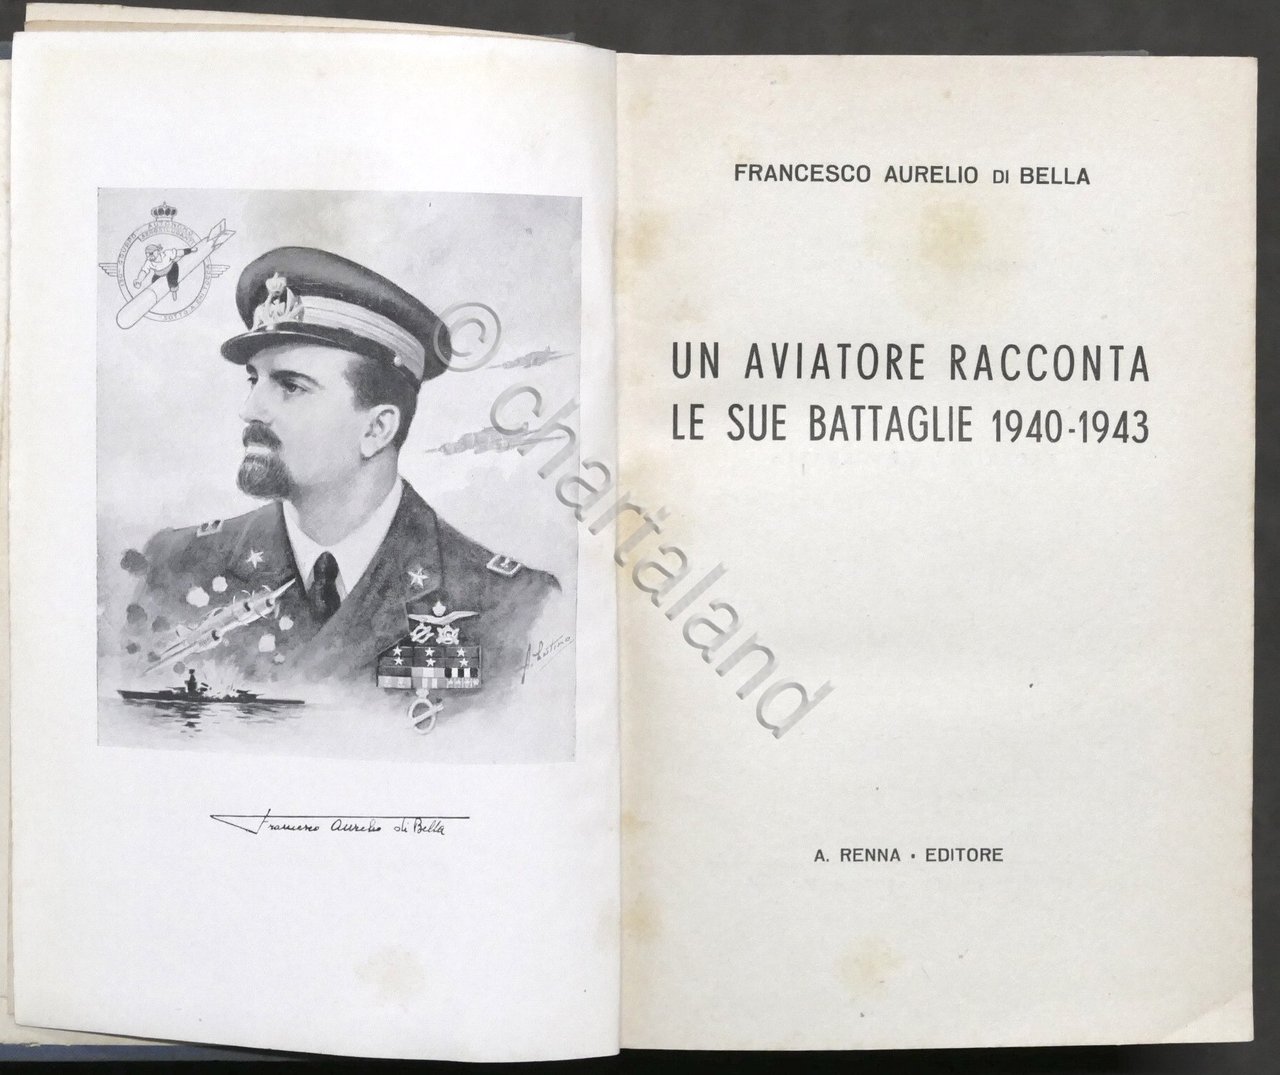 FRANCESCO AURELIO DI BELLA
UN AVIATORE RACCONTA
LE SUE BATTAGLIE 1940-1943
A. RENNA · EDITORE
Francesco Aurelio di Bella
© chartaland